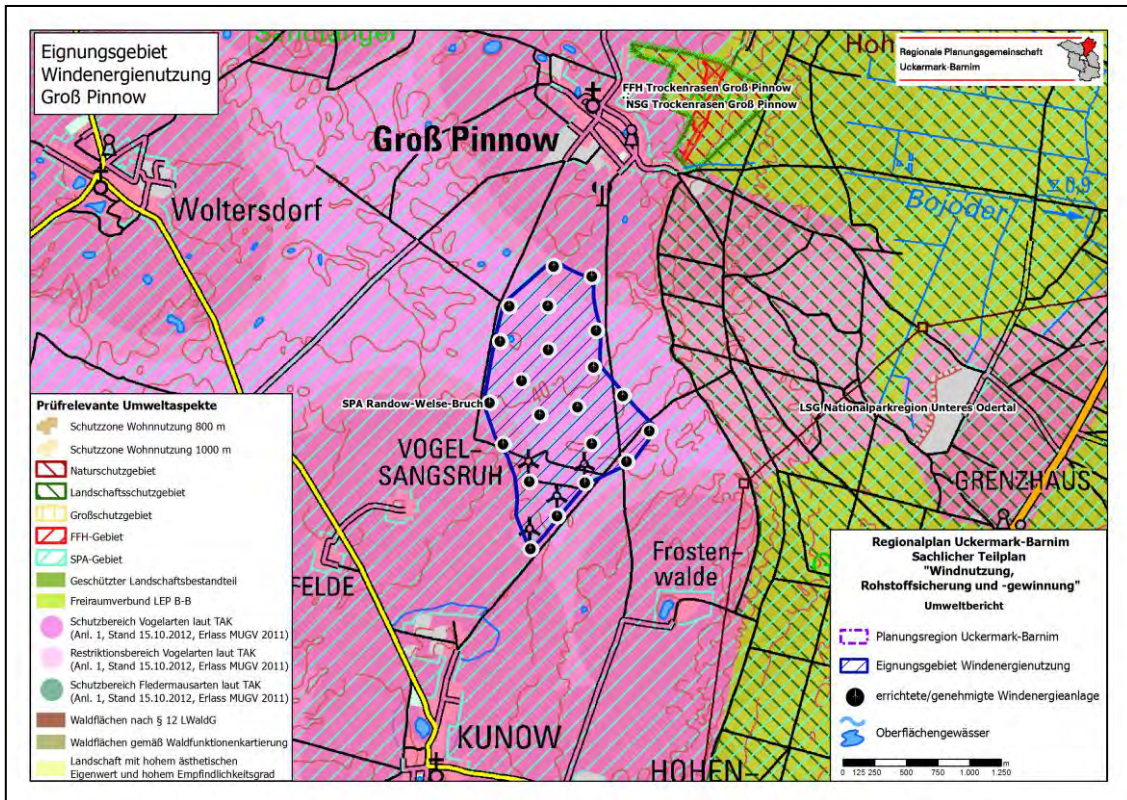 Eignungsgebiet
Windenergienutzung
Groß Pinnow
Regionale Planungsgemeinschaft
Uckermark-Barnim
FFH Trockenrasen Groß Pinnow
NSG Trockenrasen Groß Pinnow
Groß Pinnow
Woltersdorf
Bojoder
0,9
SPA Randow-Welse-Bruch
40
LSG Nationalparkregion Unteres Odertal
VOGEL-
SANGSRUH
GRENZHAUS
Frosten-
walde
FELDE
KUNOW
HOHEN-
Prüfrelevante Umweltaspekte
Schutzzone Wohnnutzung 800 m
Schutzzone Wohnnutzung 1000 m
Naturschutzgebiet
Landschaftsschutzgebiet
Großschutzgebiet
FFH-Gebiet
SPA-Gebiet
Geschützter Landschaftsbestandteil
Freiraumverbund LEP B-B
Schutzbereich Vogelarten laut TAK
(Anl. 1, Stand 15.10.2012, Erlass MUGV 2011)
Restriktionsbereich Vogelarten laut TAK
(Anl. 1, Stand 15.10.2012, Erlass MUGV 2011)
Schutzbereich Fledermausarten laut TAK
(Anl. 1, Stand 15.10.2012, Erlass MUGV 2011)
Waldflächen nach § 12 LWaldG
Waldflächen gemäß Waldfunktionenkartierung
Landschaft mit hohem ästhetischen
Eigenwert und hohem Empfindlichkeitsgrad
Regionalplan Uckermark-Barnim
Sachlicher Teilplan
"Windnutzung,
Rohstoffsicherung und -gewinnung"
Umweltbericht
Planungsregion Uckermark-Barnim
Eignungsgebiet Windenergienutzung
errichtete/genehmigte Windenergieanlage
Oberflächengewässer
0 125 250 500 750 1.000 1.250 m